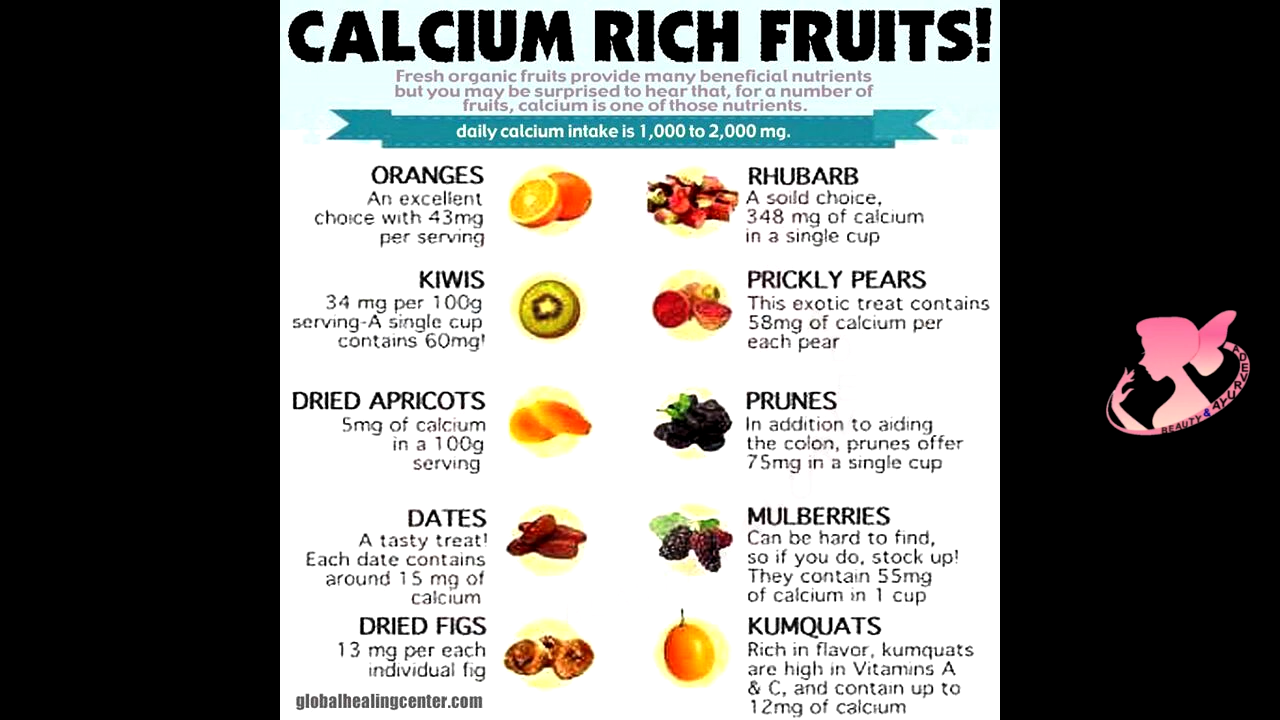 CALCIUM RICH FRUITS!
Fresh organic fruits provide many beneficial nutrients
but you may be surprised to hear that, for a number of
fruits, calcium is one of those nutrients.
daily calcium intake is 1,000 to 2,000 mg.
ORANGES
An excellent
choice with 43mg
per serving
KIWIS
34 mg per 100g
serving-A single cup
contains 60mg!
DRIED APRICOTS
5mg of calcium
in a 100g
serving
DATES
A tasty treat!
Each date contains
around 15 mg of
calcium
DRIED FIGS
13 mg per each
individual fig
globalhealingcenter.com
RHUBARB
A soild choice,
348 mg of calcium
in a single cup
PRICKLY PEARS
This exotic treat contains
58mg of calcium per
each pear
PRUNES
In addition to aiding
the colon, prunes offer
75mg in a single cup
MULBERRIES
Can be hard to find,
so if you do, stock up!
They contain 55mg
of calcium in 1 cup
KUMQUATS
Rich in flavor, kumquats
are high in Vitamins A
& C, and contain up to
12mg of calcium
BEAUTY &